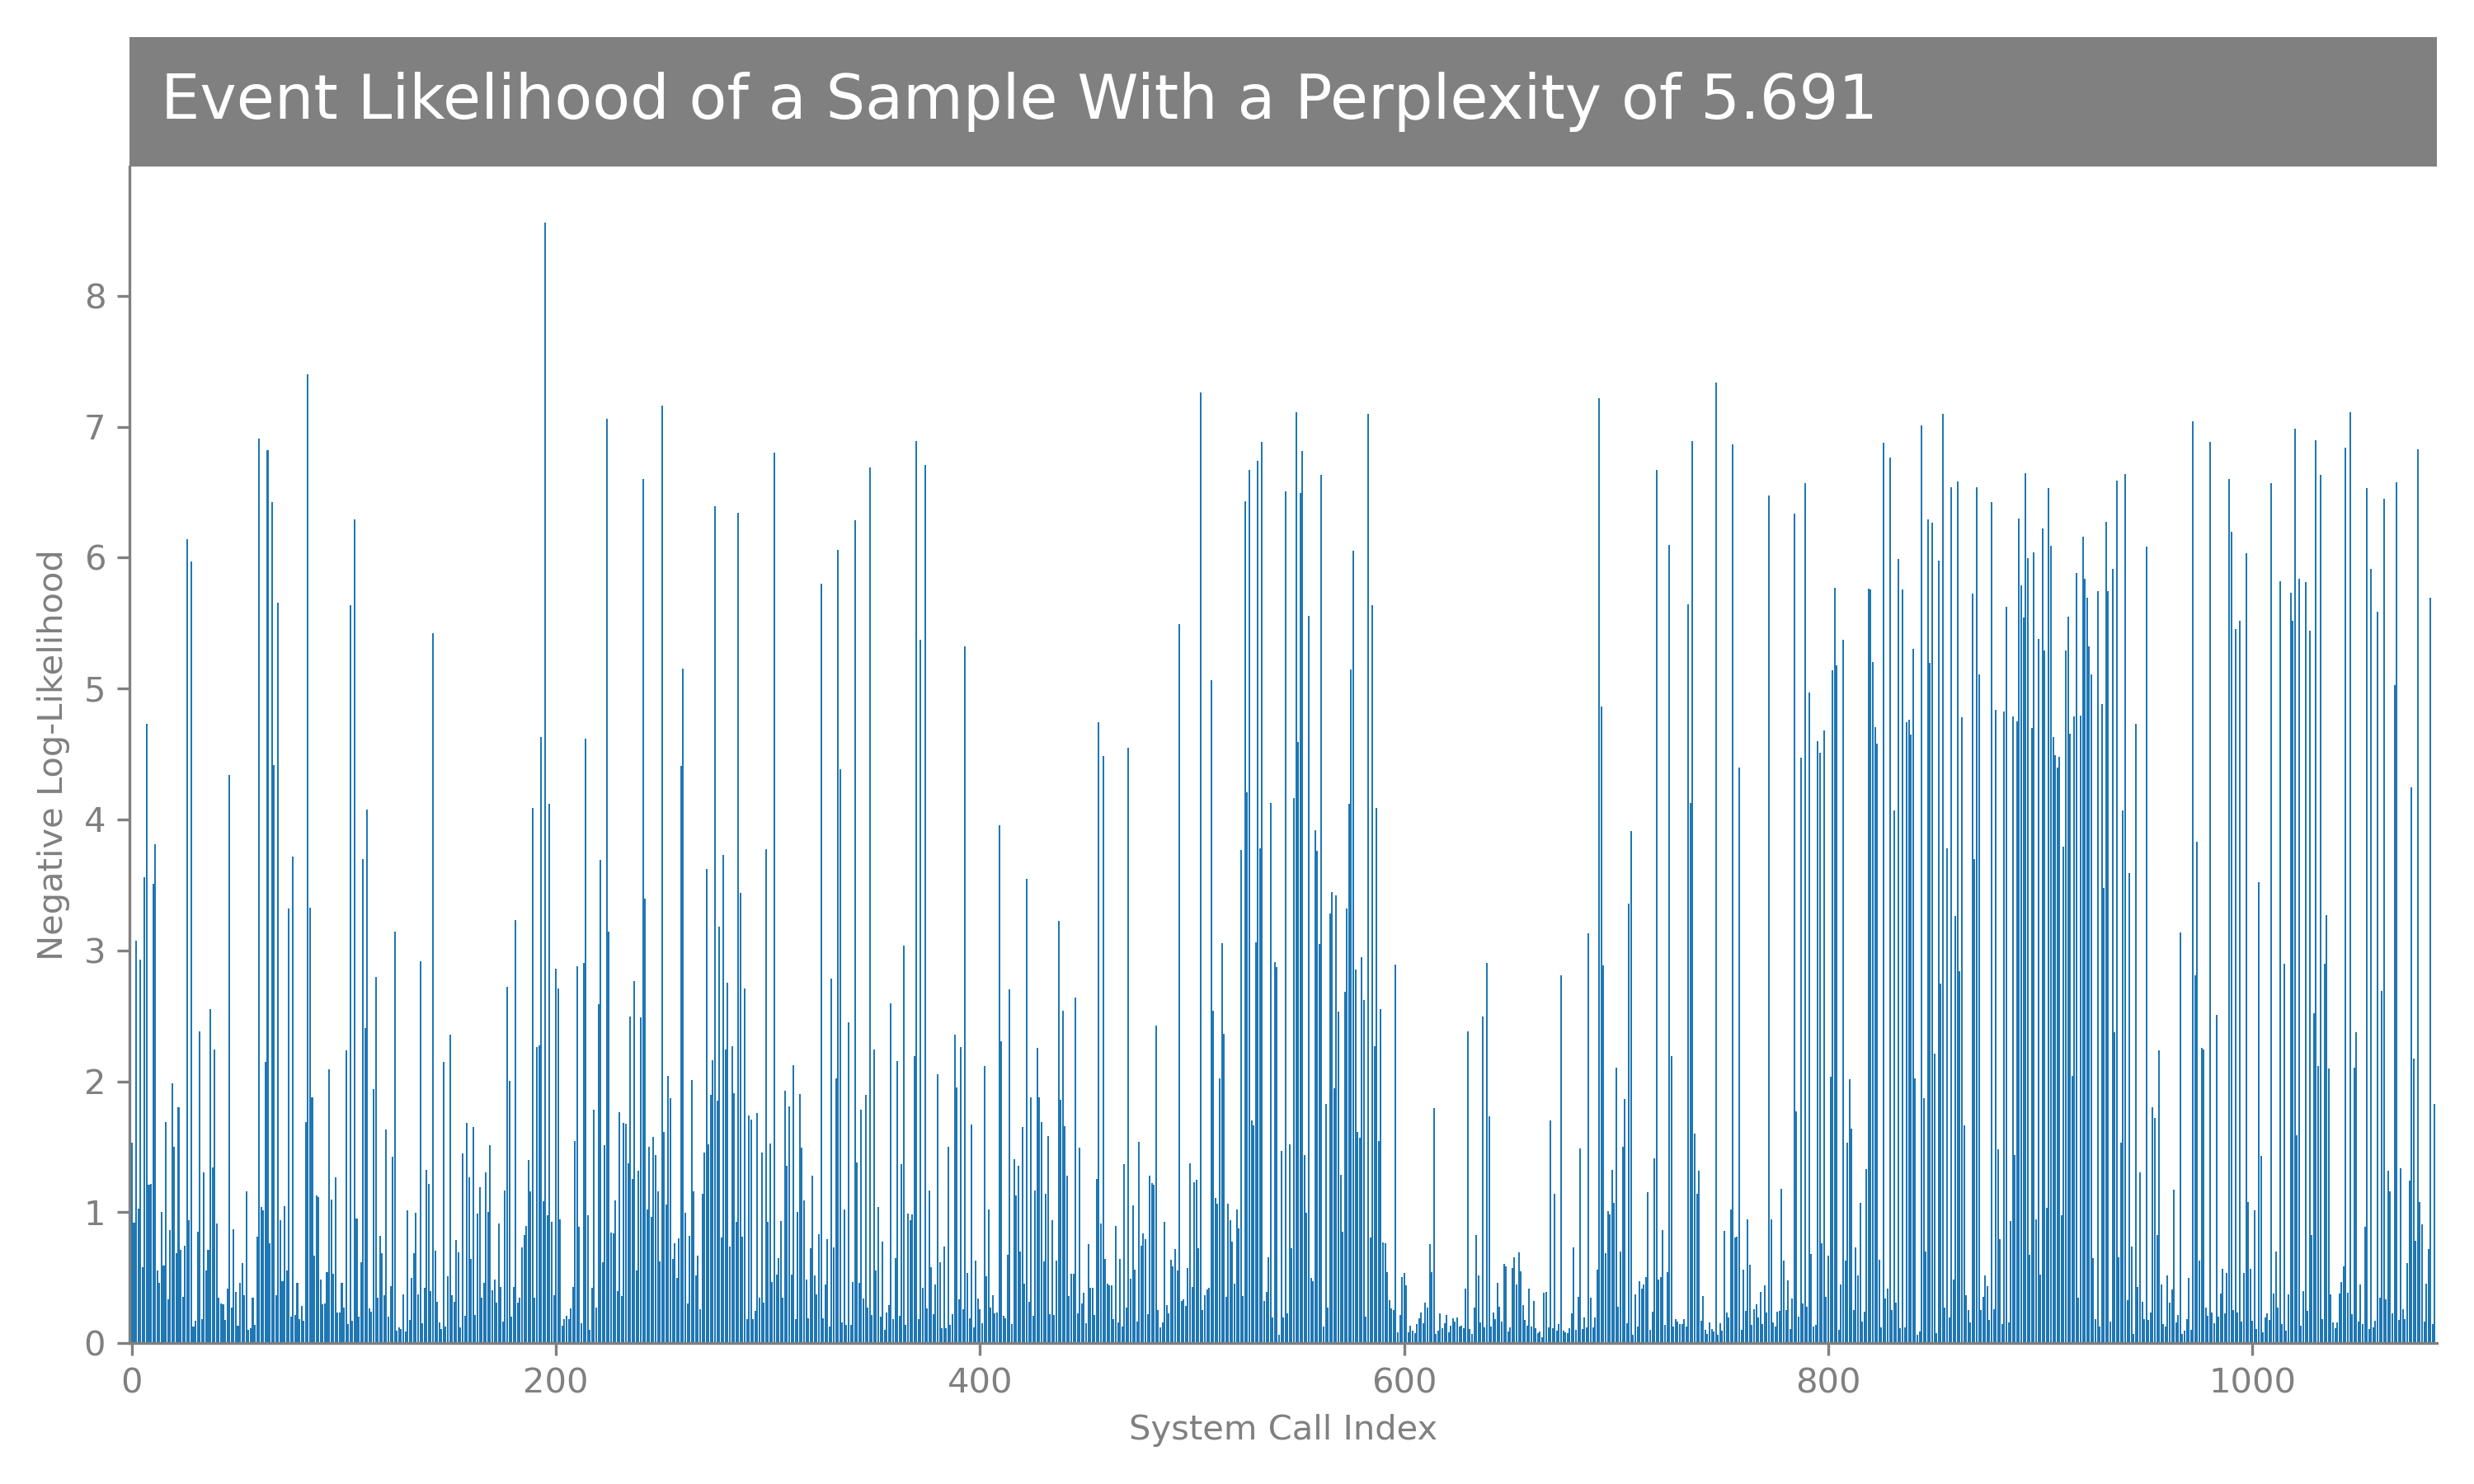 Event Likelihood of a Sample With a Perplexity of 5.691
Negative Log-Likelihood
8
7
6
5
4
3
2
1
0
0 200 400 600 800 1000
System Call Index